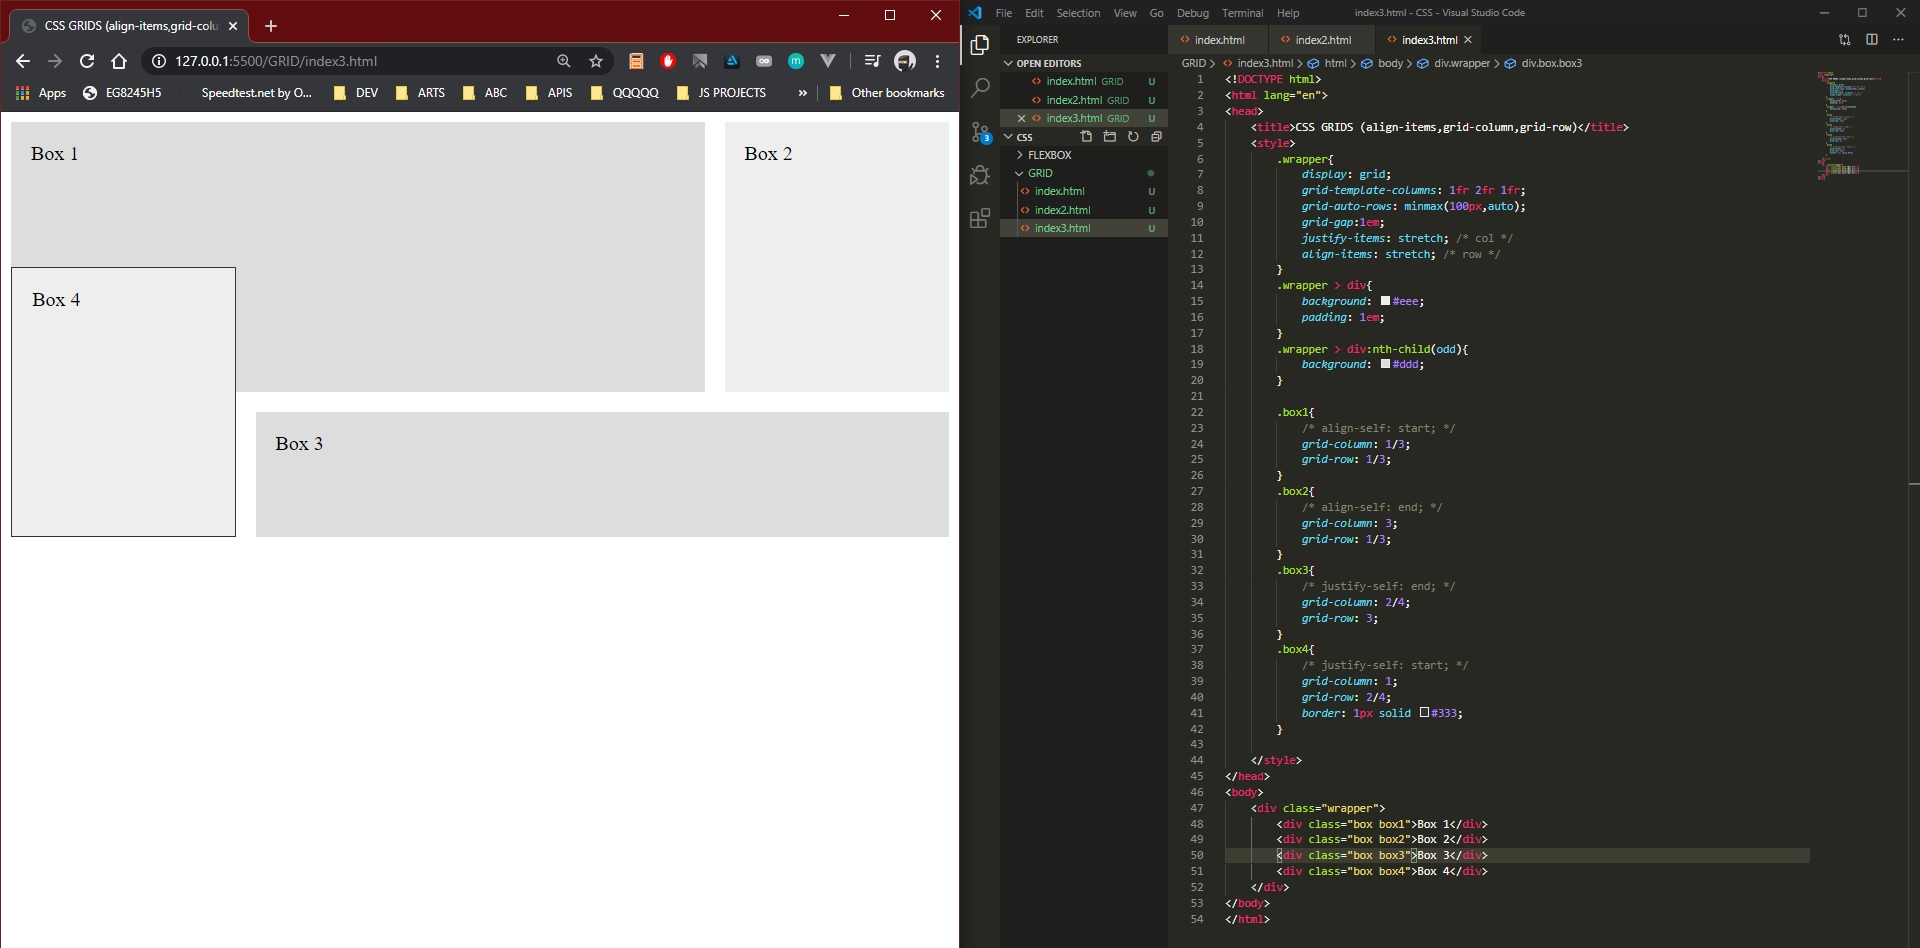 CSS GRIDS (align-items,grid-colu
127.0.0.1:5500/GRID/index3.html
Apps EG8245H5 Speedtest.net by O... DEV ARTS ABC APIS QQQQQ JS PROJECTS » Other bookmarks
Box 1
Box 2
Box 4
Box 3
File Edit Selection View Go Debug Terminal Help
index3.html - CSS - Visual Studio Code
EXPLORER
OPEN EDITORS
index.html GRID U
index2.html GRID U
index3.html GRID U
CSS
FLEXBOX
GRID
index.html U
index2.html U
index3.html U
3
index.html index2.html index3.html
GRID > index3.html > html > body > div.wrapper > div.box.box3
1 <!DOCTYPE html>
2 <html lang="en">
3 <head>
4 <title>CSS GRIDS (align-items,grid-column,grid-row)</title>
5 <style>
6 .wrapper{
7 display: grid;
8 grid-template-columns: 1fr 2fr 1fr;
9 grid-auto-rows: minmax(100px,auto);
10 grid-gap:1em;
11 justify-items: stretch; /* col */
12 align-items: stretch; /* row */
13 }
14 .wrapper > div{
15 background: #eee;
16 padding: 1em;
17 }
18 .wrapper > div:nth-child(odd){
19 background: #ddd;
20 }
21
22 .box1{
23 /* align-self: start; */
24 grid-column: 1/3;
25 grid-row: 1/3;
26 }
27 .box2{
28 /* align-self: end; */
29 grid-column: 3;
30 grid-row: 1/3;
31 }
32 .box3{
33 /* justify-self: end; */
34 grid-column: 2/4;
35 grid-row: 3;
36 }
37 .box4{
38 /* justify-self: start; */
39 grid-column: 1;
40 grid-row: 2/4;
41 border: 1px solid #333;
42 }
43
44 </style>
45 </head>
46 <body>
47 <div class="wrapper">
48 <div class="box box1">Box 1</div>
49 <div class="box box2">Box 2</div>
50 <div class="box box3">Box 3</div>
51 <div class="box box4">Box 4</div>
52 </div>
53 </body>
54 </html>